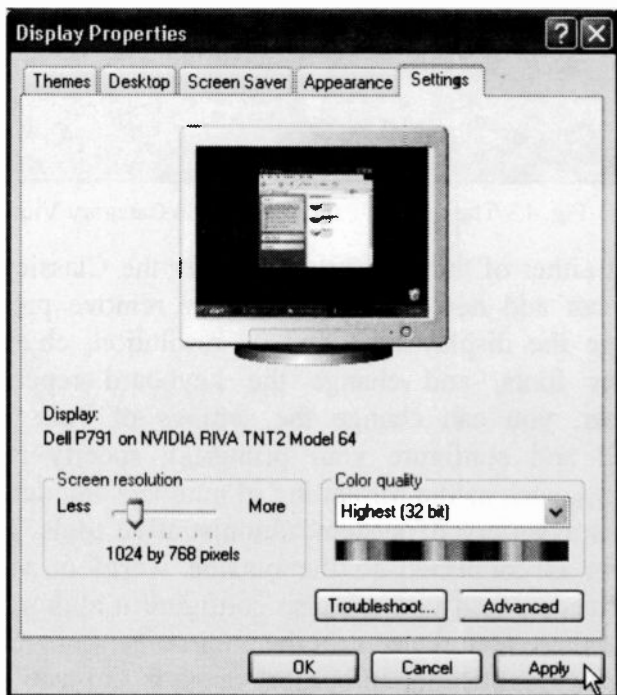 Display Properties
Themes Desktop Screen Saver Appearance Settings
Display:
Dell P791 on NVIDIA RIVA TNT2 Model 64
Screen resolution
Less More
1024 by 768 pixels
Color quality
Highest (32 bit)
Troubleshoot... Advanced
OK Cancel Apply